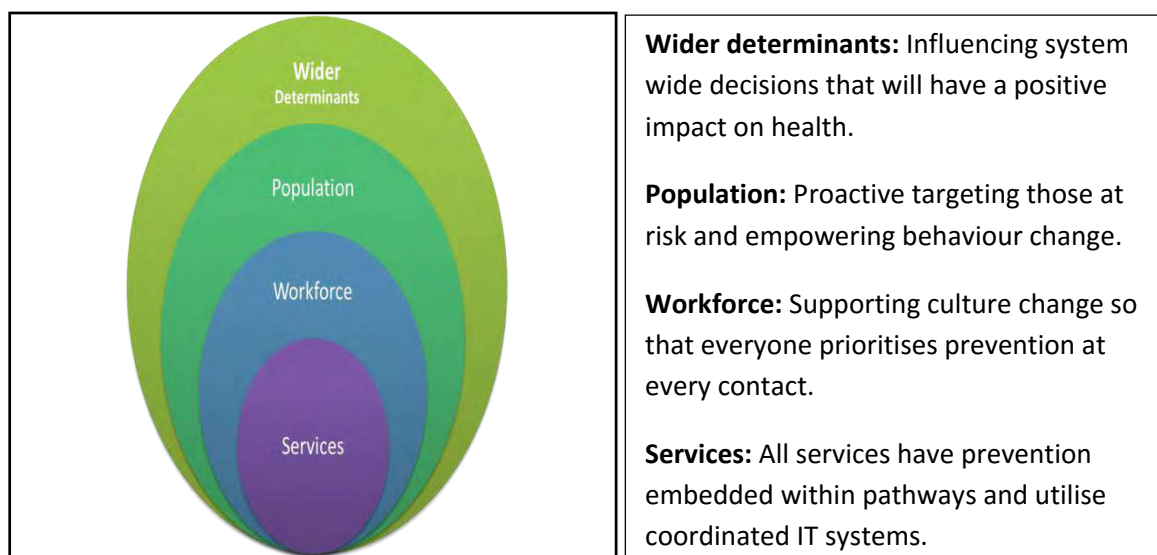 Wider
Determinants
Population
Workforce
Services
Wider determinants: Influencing system
wide decisions that will have a positive
impact on health.
Population: Proactive targeting those at
risk and empowering behaviour change.
Workforce: Supporting culture change so
that everyone prioritises prevention at
every contact.
Services: All services have prevention
embedded within pathways and utilise
coordinated IT systems.